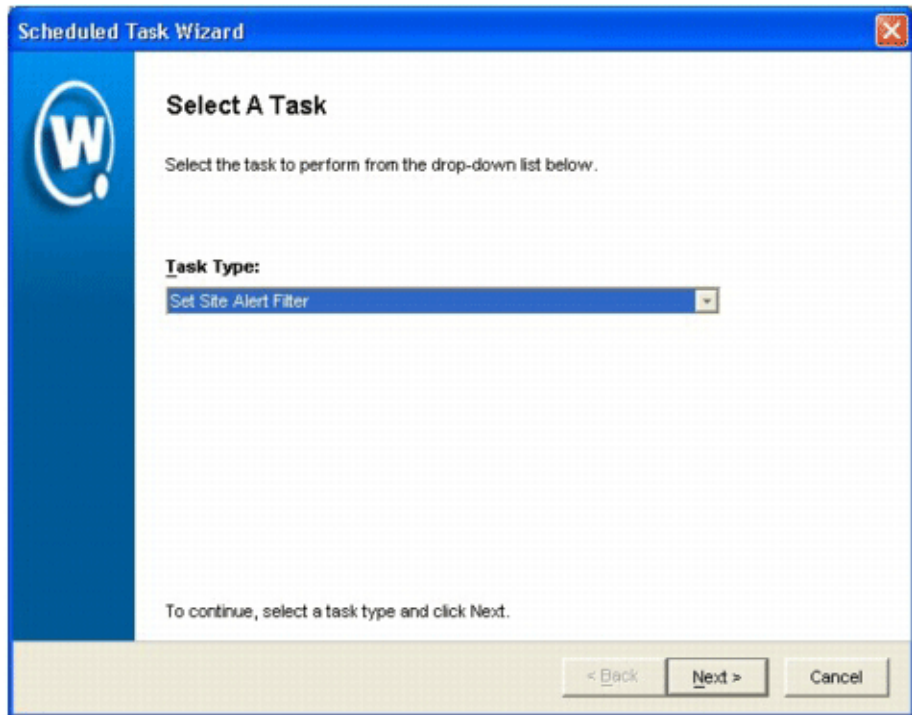 Scheduled Task Wizard
W
Select A Task
Select the task to perform from the drop-down list below.
Task Type:
Set Site Alert Filter
To continue, select a task type and click Next.
< Back Next > Cancel